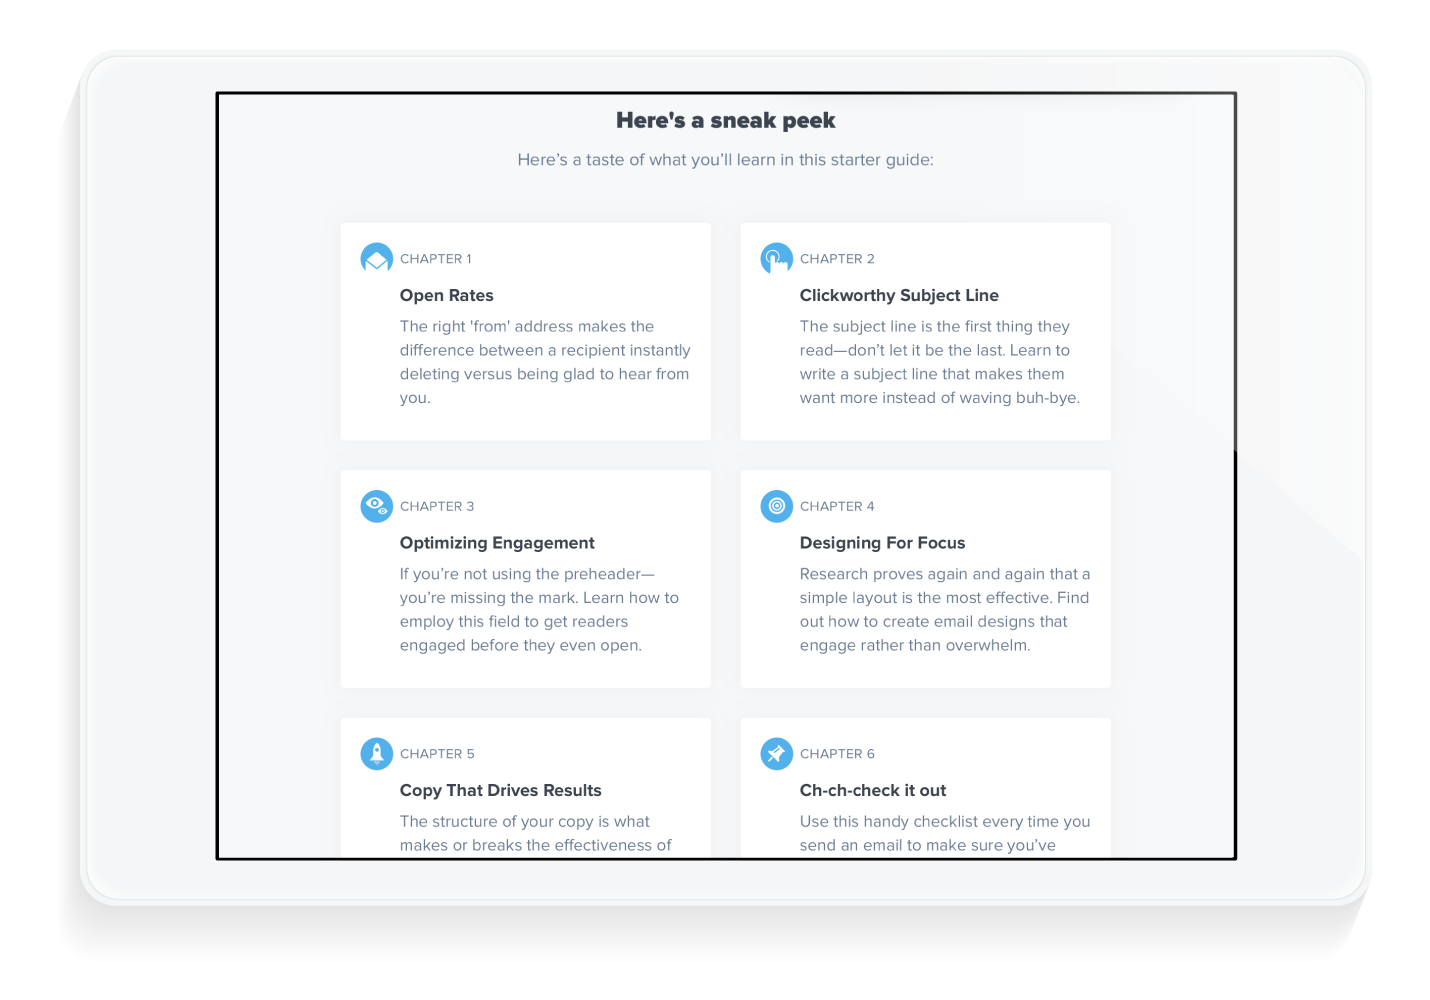 Here's a sneak peek
Here’s a taste of what you’ll learn in this starter guide:
CHAPTER 1
Open Rates
The right 'from' address makes the
difference between a recipient instantly
deleting versus being glad to hear from
you.
CHAPTER 2
Clickworthy Subject Line
The subject line is the first thing they
read—don’t let it be the last. Learn to
write a subject line that makes them
want more instead of waving buh-bye.
CHAPTER 3
Optimizing Engagement
If you’re not using the preheader—
you’re missing the mark. Learn how to
employ this field to get readers
engaged before they even open.
CHAPTER 4
Designing For Focus
Research proves again and again that a
simple layout is the most effective. Find
out how to create email designs that
engage rather than overwhelm.
CHAPTER 5
Copy That Drives Results
The structure of your copy is what
makes or breaks the effectiveness of
CHAPTER 6
Ch-ch-check it out
Use this handy checklist every time you
send an email to make sure you’ve